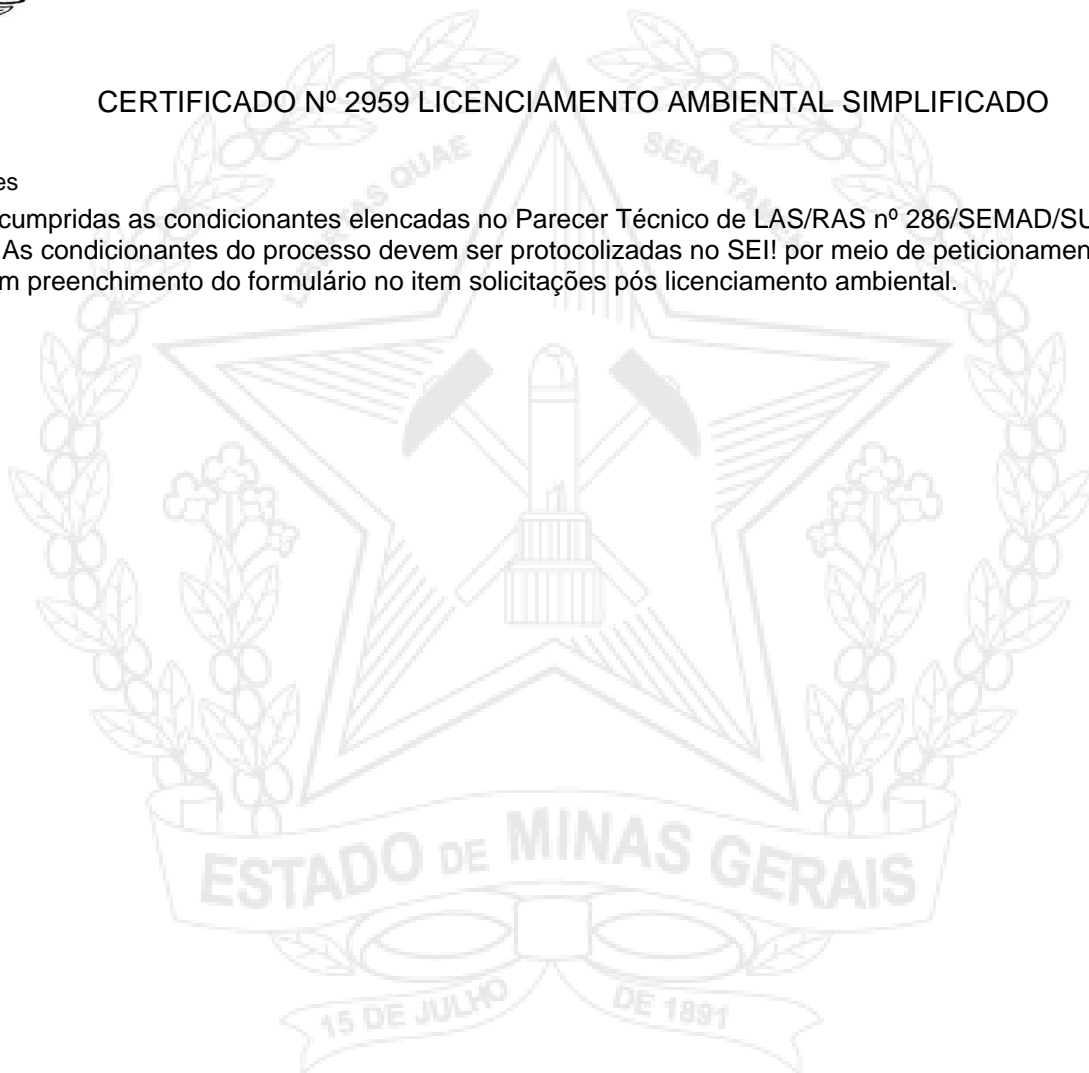 CERTIFICADO Nº 2959 LICENCIAMENTO AMBIENTAL SIMPLIFICADO
es
cumpridas as condicionantes elencadas no Parecer Técnico de LAS/RAS nº 286/SEMAD/SU
As condicionantes do processo devem ser protocolizadas no SEI! por meio de peticionamen
m preenchimento do formulário no item solicitações pós licenciamento ambiental.
QUAE SERA TAMEN
ESTADO DE MINAS GERAIS
15 DE JULHO DE 1891